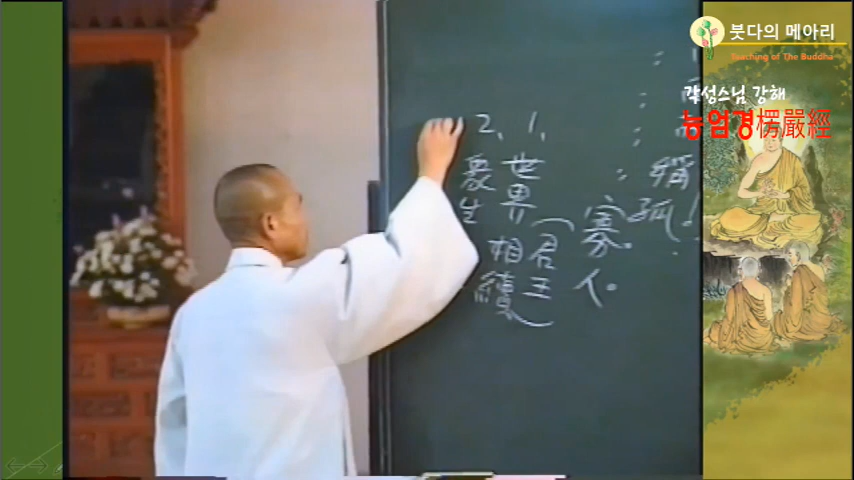 붓다의 메아리
Teaching of The Buddha
각성스님 강해
능엄경楞嚴經
稱孤!
寡人
(君王)
1、世界相續
2、衆生